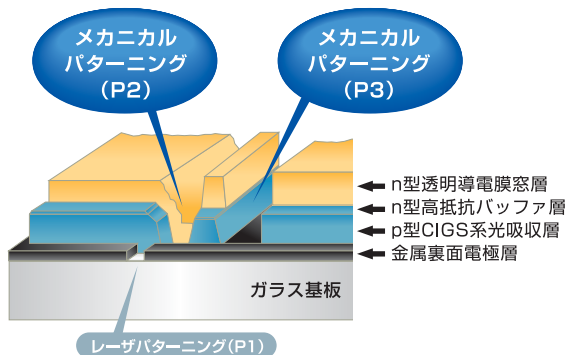 メカニカル
パターニング
（P2）
メカニカル
パターニング
（P3）
n型透明導電膜窓層
n型高抵抗バッファ層
p型CIGS系光吸収層
金属裏面電極層
ガラス基板
レーザパターニング(P1)